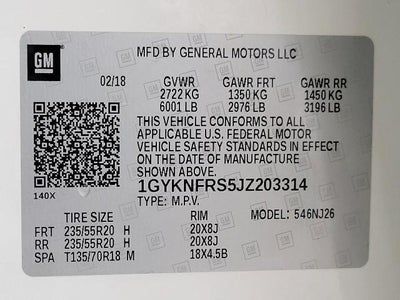 GM
MFD BY GENERAL MOTORS LLC
02/18 GVWR GAWR FRT GAWR RR
2722 KG 1350 KG 1450 KG
6001 LB 2976 LB 3196 LB
THIS VEHICLE CONFORMS TO ALL
APPLICABLE U.S. FEDERAL MOTOR
VEHICLE SAFETY STANDARDS IN EFFECT
ON THE DATE OF MANUFACTURE
SHOWN ABOVE.
140X
1GYKNFRS5JZ203314
TYPE: M.P.V.
TIRE SIZE RIM MODEL: 546NJ26
FRT 235/55R20 H 20X8J
RR 235/55R20 H 20X8J
SPA T135/70R18 M 18X4.5B